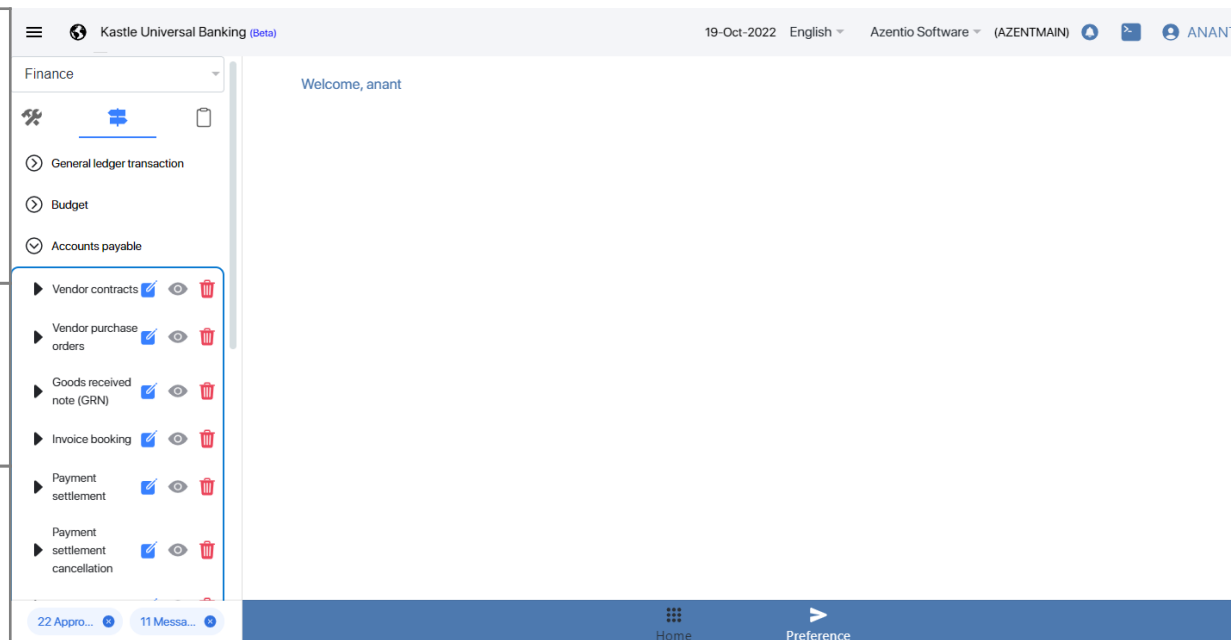 Kastle Universal Banking (Beta)
19-Oct-2022 English Azentio Software (AZENTMAIN) ANANT
Finance
Welcome, anant
General ledger transaction
Budget
Accounts payable
Vendor contracts
Vendor purchase
orders
Goods received
note (GRN)
Invoice booking
Payment
settlement
Payment
settlement
cancellation
22 Appro... 11 Messa...
Home Preference